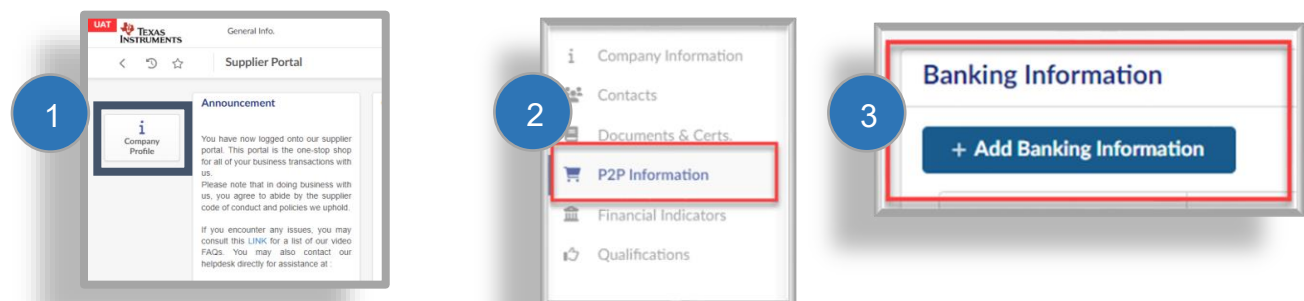 UAT
TEXAS
INSTRUMENTS
General Info.
Supplier Portal
1
i
Company
Profile
Announcement
You have now logged onto our supplier
portal. This portal is the one-stop shop
for all of your business transactions with
us.
Please note that in doing business with
us, you agree to abide by the supplier
code of conduct and policies we uphold.
If you encounter any issues, you may
consult this LINK for a list of our video
FAQs. You may also contact our
helpdesk directly for assistance at :
2
i Company Information
Contacts
Documents & Certs.
P2P Information
Financial Indicators
Qualifications
3
Banking Information
+ Add Banking Information